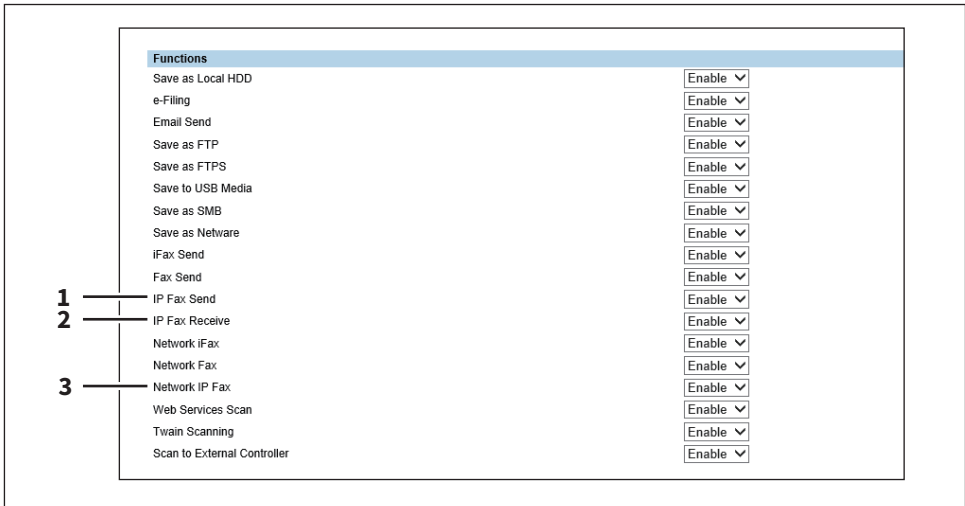 Functions
Save as Local HDD Enable
e-Filing Enable
Email Send Enable
Save as FTP Enable
Save as FTPS Enable
Save to USB Media Enable
Save as SMB Enable
Save as Netware Enable
iFax Send Enable
Fax Send Enable
1 IP Fax Send Enable
2 IP Fax Receive Enable
Network iFax Enable
Network Fax Enable
3 Network IP Fax Enable
Web Services Scan Enable
Twain Scanning Enable
Scan to External Controller Enable